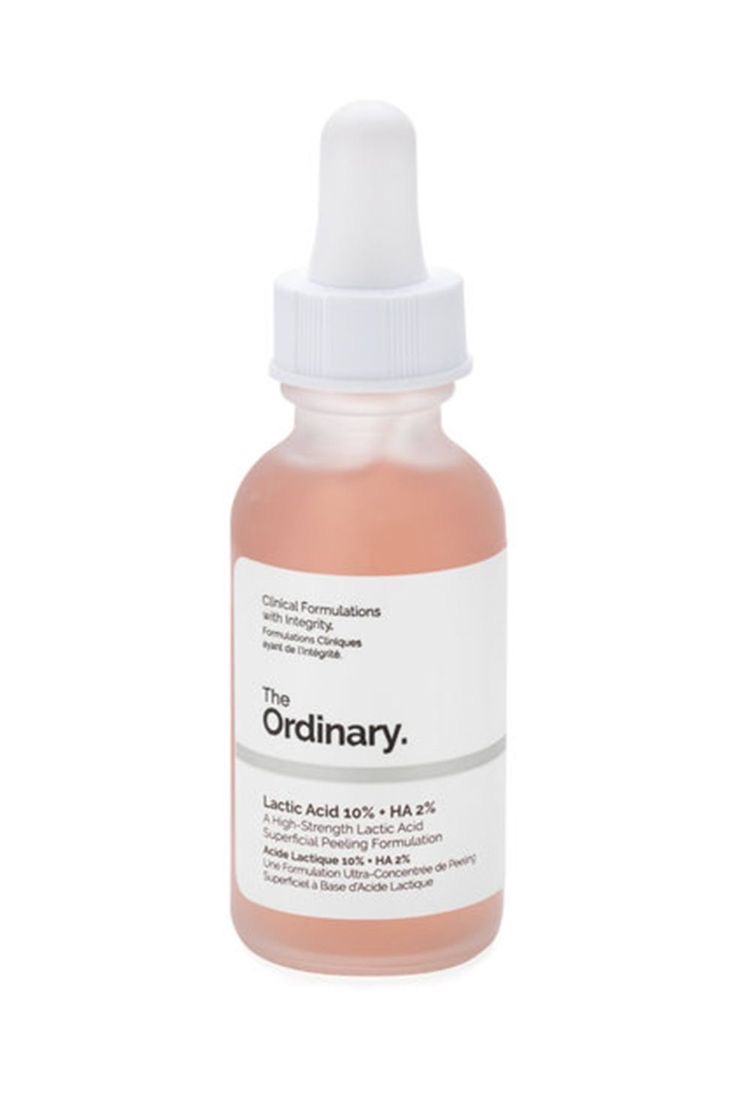 Clinical Formulations
with Integrity.
Formulations Cliniques
ayant de l'intégrité.
The
Ordinary.
Lactic Acid 10% + HA 2%
A High-Strength Lactic Acid
Superficial Peeling Formulation
Acide Lactique 10% + HA 2%
Une Formulation Ultra-Concentrée de Peeling
Superficiel à Base d'Acide Lactique